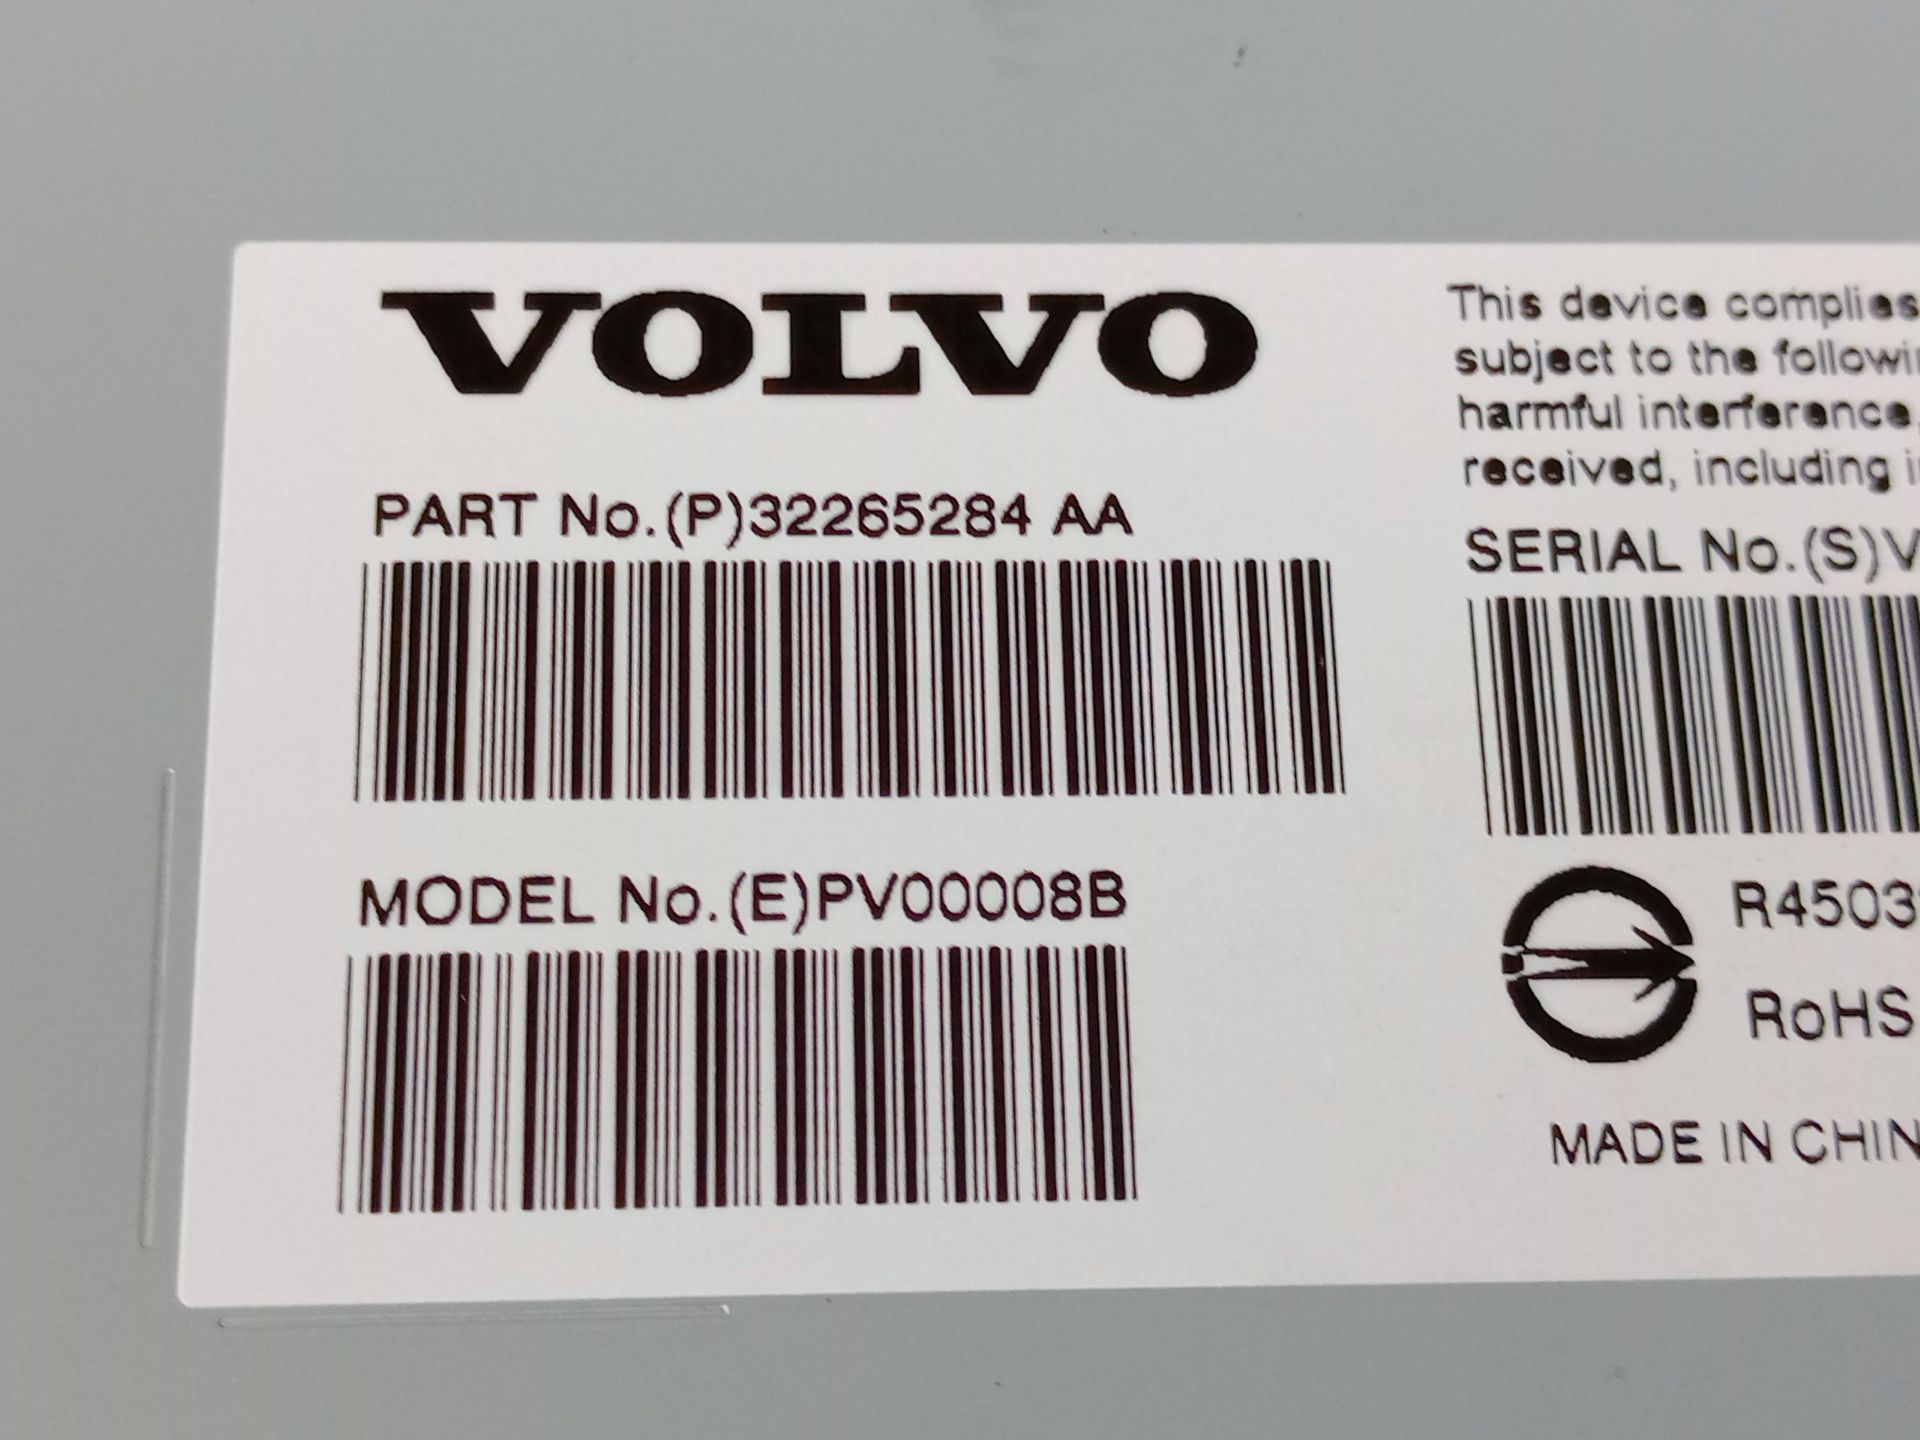 VOLVO
PART No.(P)32265284 AA
MODEL No.(E)PV00008B
This device complies
subject to the followi
harmful interference,
received, including i
SERIAL No.(S)V
R4503
RoHS
MADE IN CHIN